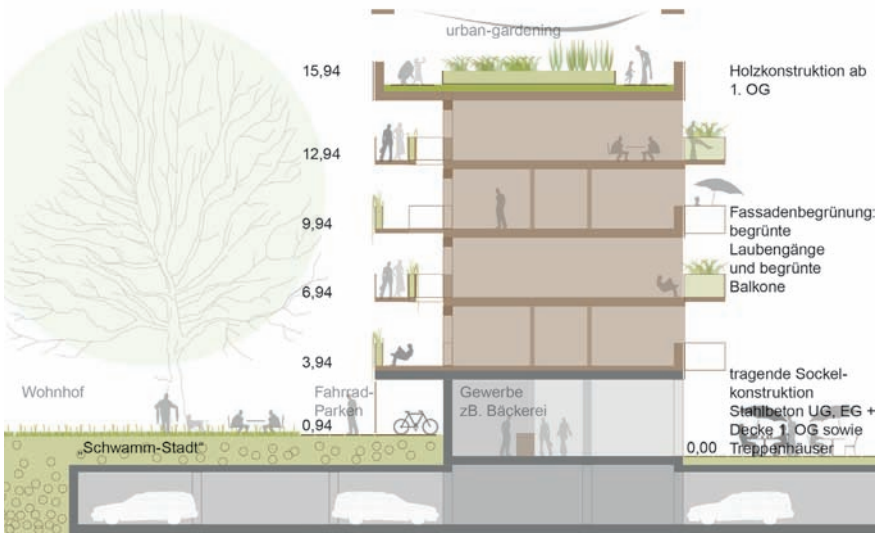 urban-gardening
15,94
Holzkonstruktion ab
1. OG
12,94
9,94
Fassadenbegrünung:
begrünte
Laubengänge
und begrünte
Balkone
6,94
3,94
tragende Sockel-
konstruktion
Stahlbeton UG, EG +
Decke 1. OG sowie
Treppenhäuser
Wohnhof
Fahrrad-
Parken
Gewerbe
zB. Bäckerei
0,94
„Schwamm-Stadt“
0,00